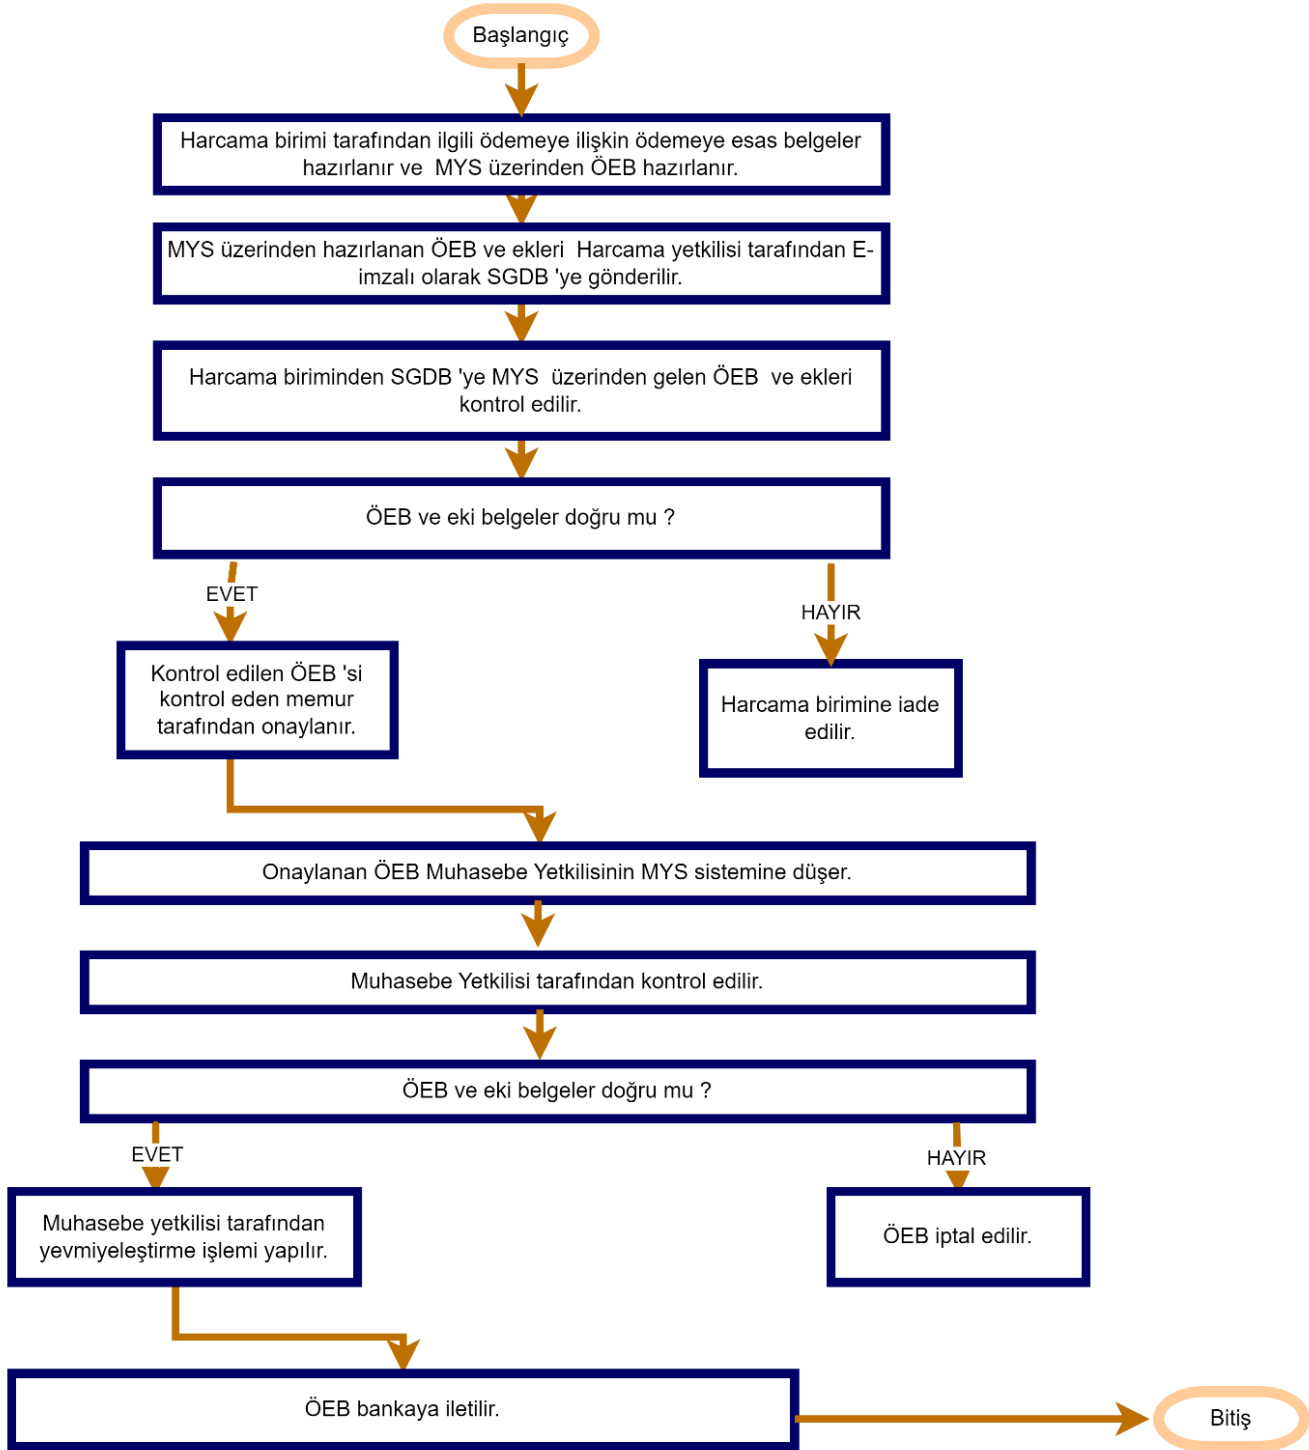 Başlangıç
Harcama birimi tarafından ilgili ödemeye ilişkin ödemeye esas belgeler
hazırlanır ve  MYS üzerinden ÖEB hazırlanır.
MYS üzerinden hazırlanan ÖEB ve ekleri  Harcama yetkilisi tarafından E-
imzalı olarak SGDB 'ye gönderilir.
Harcama biriminden SGDB 'ye MYS  üzerinden gelen ÖEB  ve ekleri
kontrol edilir.
ÖEB ve eki belgeler doğru mu ?
EVET
HAYIR
Kontrol edilen ÖEB 'si
kontrol eden memur
tarafından onaylanır.
Harcama birimine iade
edilir.
Onaylanan ÖEB Muhasebe Yetkilisinin MYS sistemine düşer.
Muhasebe Yetkilisi tarafından kontrol edilir.
ÖEB ve eki belgeler doğru mu ?
EVET
HAYIR
Muhasebe yetkilisi tarafından
yevmiyeleştirme işlemi yapılır.
ÖEB iptal edilir.
ÖEB bankaya iletilir.
Bitiş